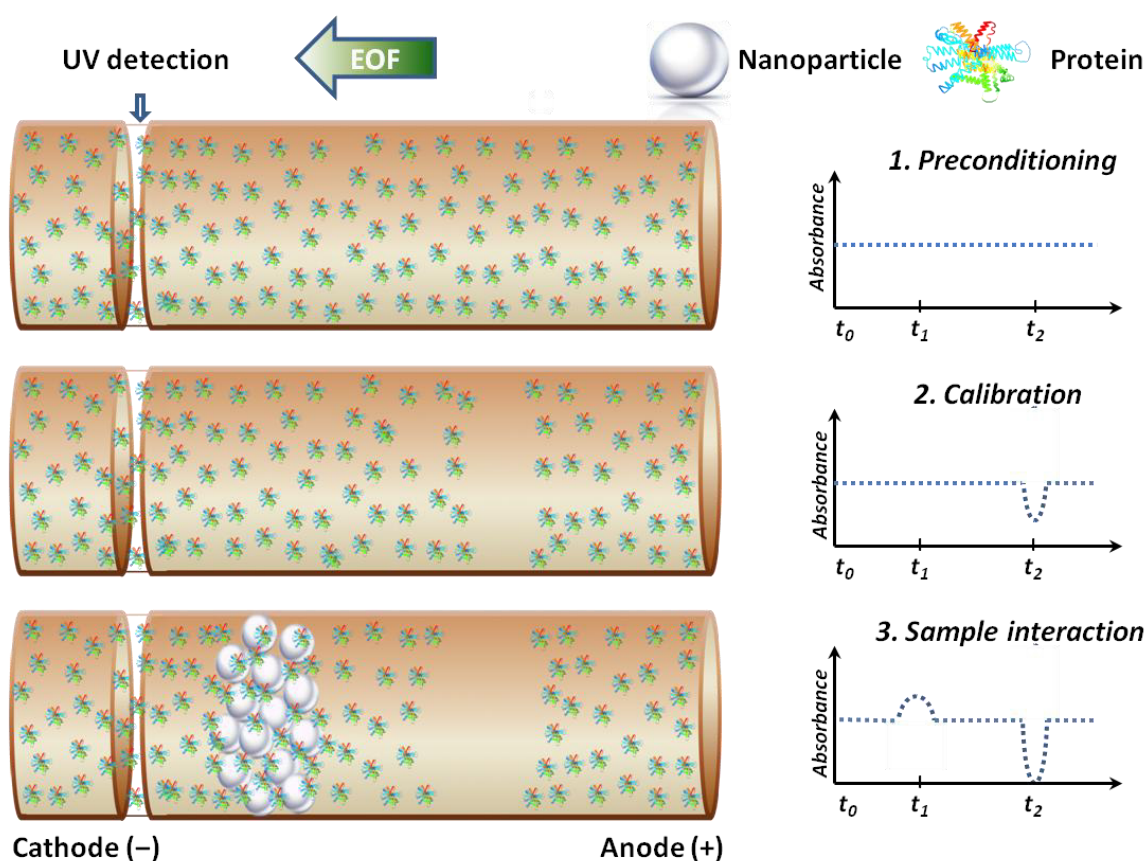 UV detection
EOF
Nanoparticle
Protein
1. Preconditioning
Absorbance
t0 t1 t2
2. Calibration
Absorbance
t0 t1 t2
3. Sample interaction
Absorbance
t0 t1 t2
Cathode (–)
Anode (+)